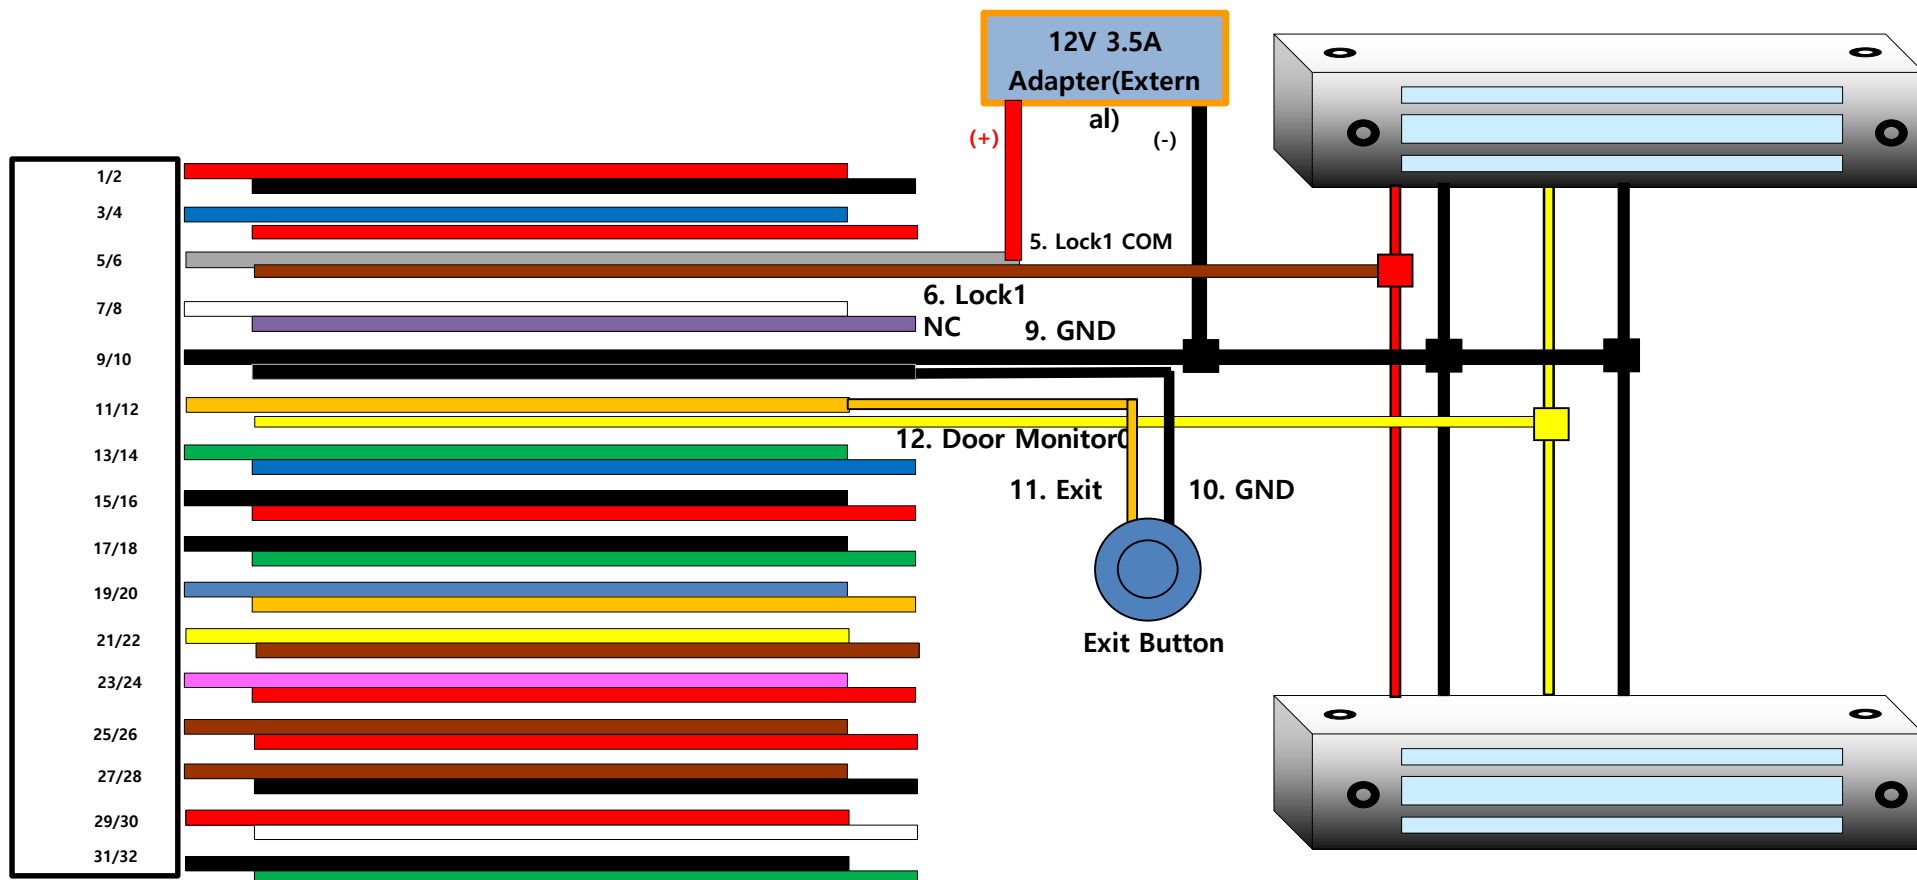 12V 3.5A
Adapter(Extern
al)
(+)
(-)
1/2
3/4
5/6
7/8
9/10
11/12
13/14
15/16
17/18
19/20
21/22
23/24
25/26
27/28
29/30
31/32
5. Lock1 COM
6. Lock1
NC
9. GND
12. Door Monitor0
11. Exit
10. GND
Exit Button